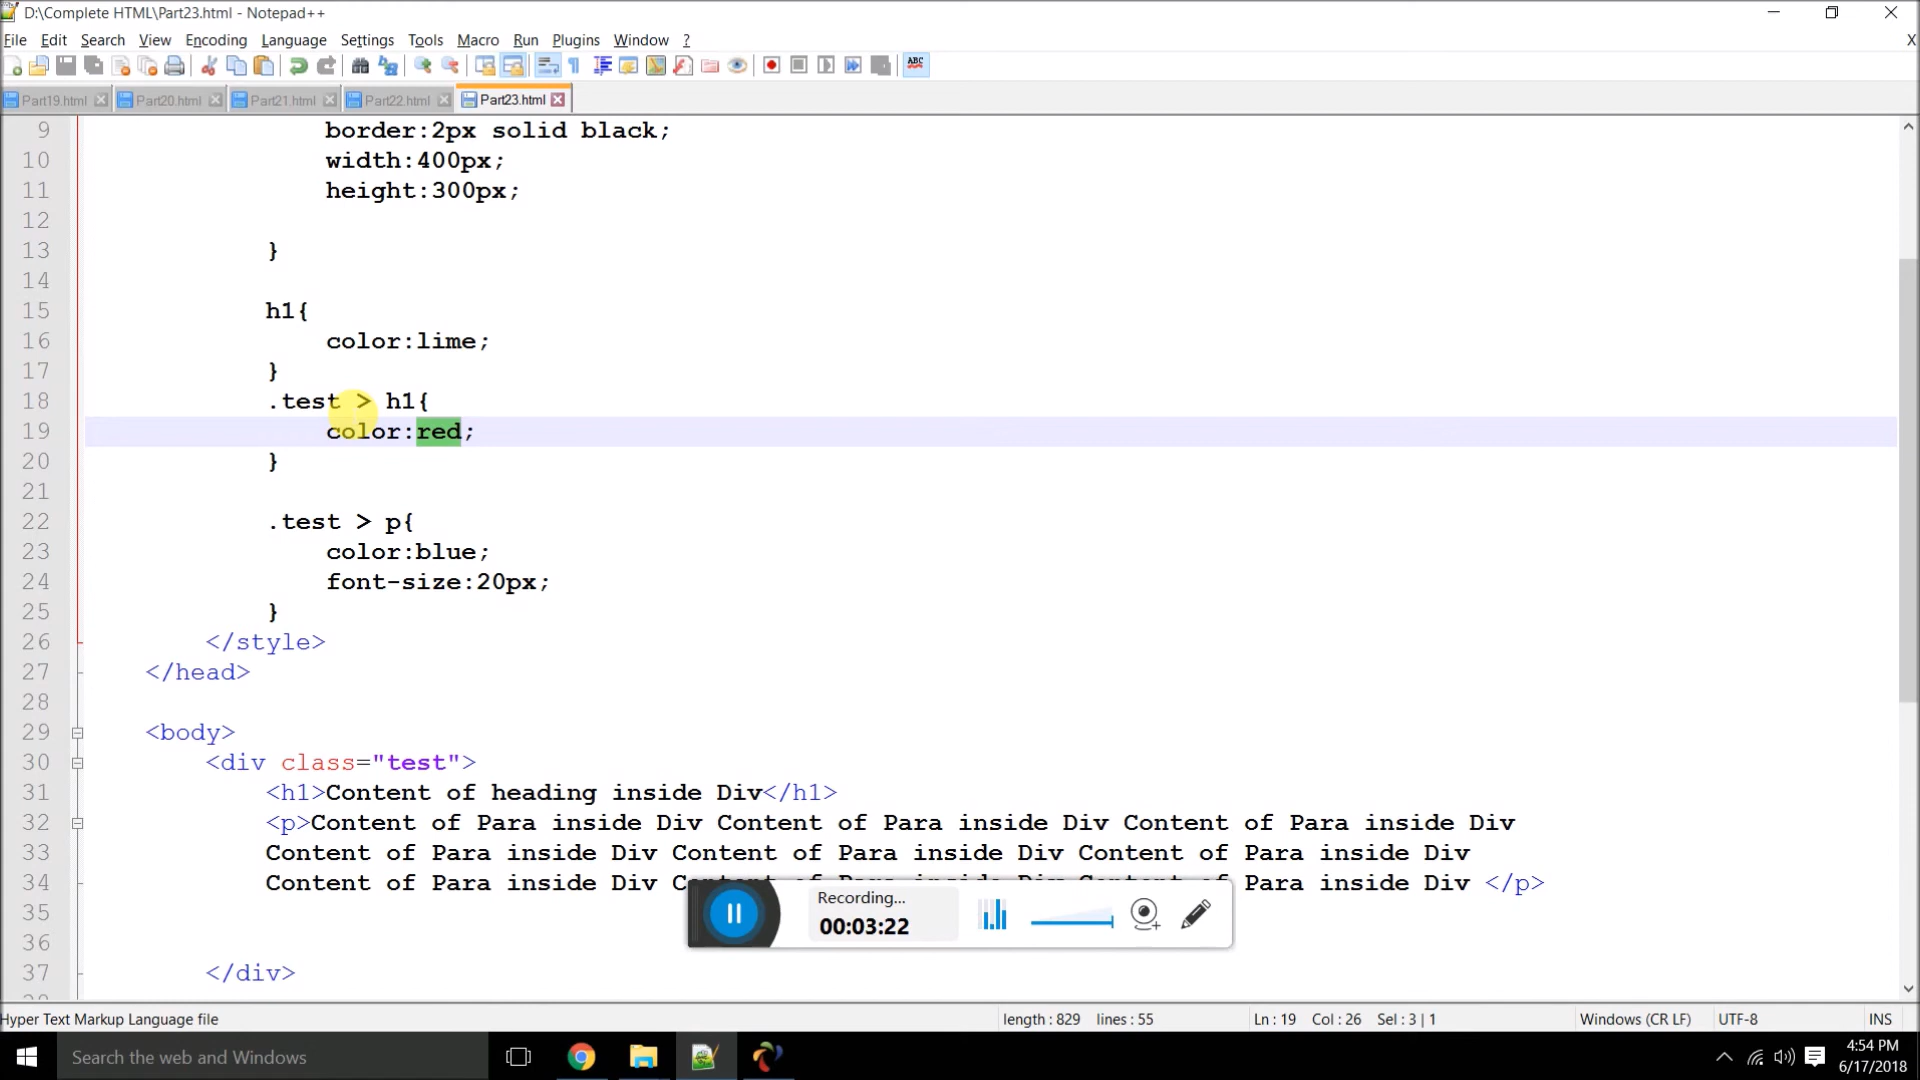 D:\Complete HTML\Part23.html - Notepad++
File Edit Search View Encoding Language Settings Tools Macro Run Plugins Window ? X
ABC
Part19.html Part20.html Part21.html Part22.html Part23.html
9 border:2px solid black;
10 width:400px;
11 height:300px;
12
13 }
14
15 h1{
16 color:lime;
17 }
18 .test > h1{
19 color:red;
20 }
21
22 .test > p{
23 color:blue;
24 font-size:20px;
25 }
26 </style>
27 </head>
28
29 <body>
30 <div class="test">
31 <h1>Content of heading inside Div</h1>
32 <p>Content of Para inside Div Content of Para inside Div Content of Para inside Div
33 Content of Para inside Div Content of Para inside Div Content of Para inside Div
34 Content of Para inside Div Content of Para inside Div Content of Para inside Div </p>
35
36
37 </div>
Recording...
00:03:22
Hyper Text Markup Language file length : 829 lines : 55 Ln : 19 Col : 26 Sel : 3 | 1 Windows (CR LF) UTF-8 INS
Search the web and Windows
4:54 PM
6/17/2018